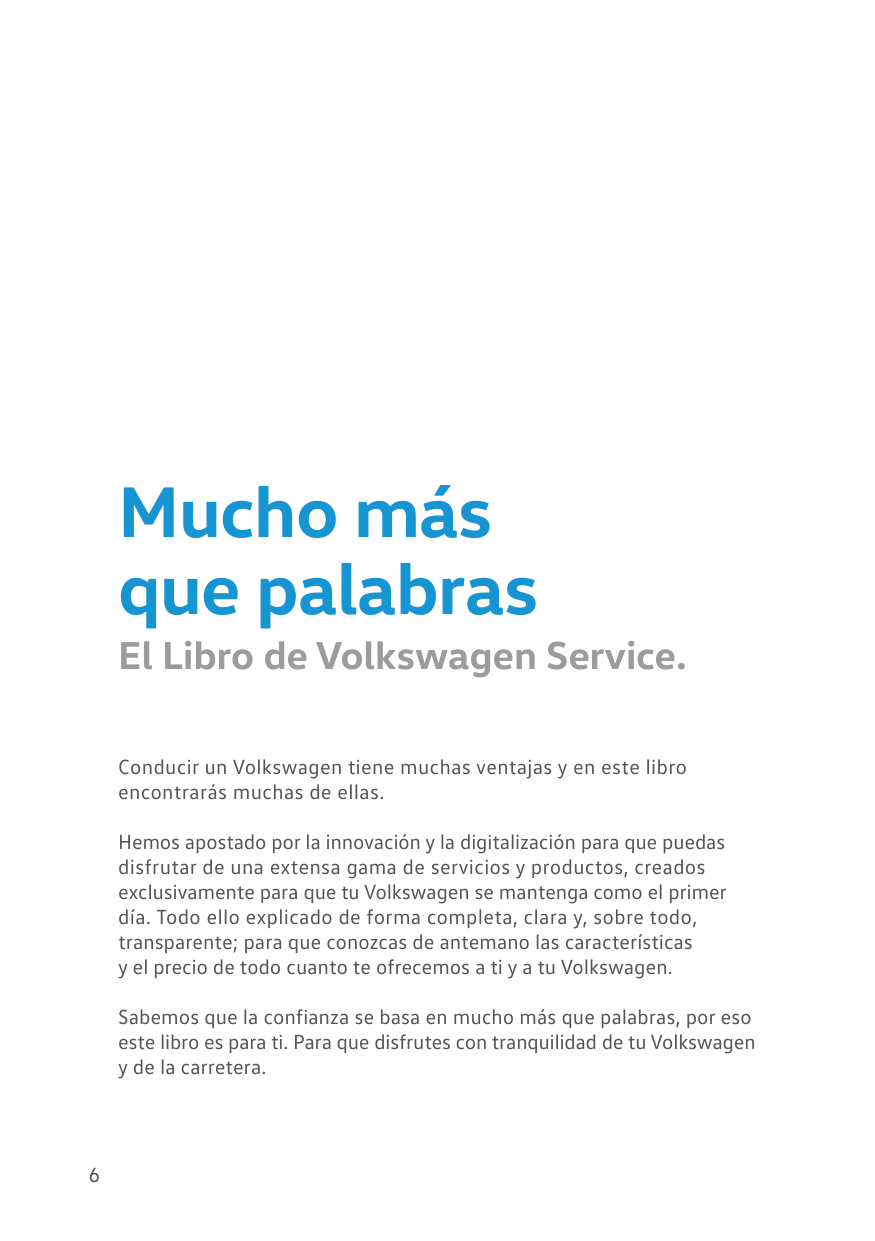 Mucho más
que palabras
El Libro de Volkswagen Service.
Conducir un Volkswagen tiene muchas ventajas y en este libro
encontrarás muchas de ellas.
Hemos apostado por la innovación y la digitalización para que puedas
disfrutar de una extensa gama de servicios y productos, creados
exclusivamente para que tu Volkswagen se mantenga como el primer
día. Todo ello explicado de forma completa, clara y, sobre todo,
transparente; para que conozcas de antemano las características
y el precio de todo cuanto te ofrecemos a ti y a tu Volkswagen.
Sabemos que la confianza se basa en mucho más que palabras, por eso
este libro es para ti. Para que disfrutes con tranquilidad de tu Volkswagen
y de la carretera.
6